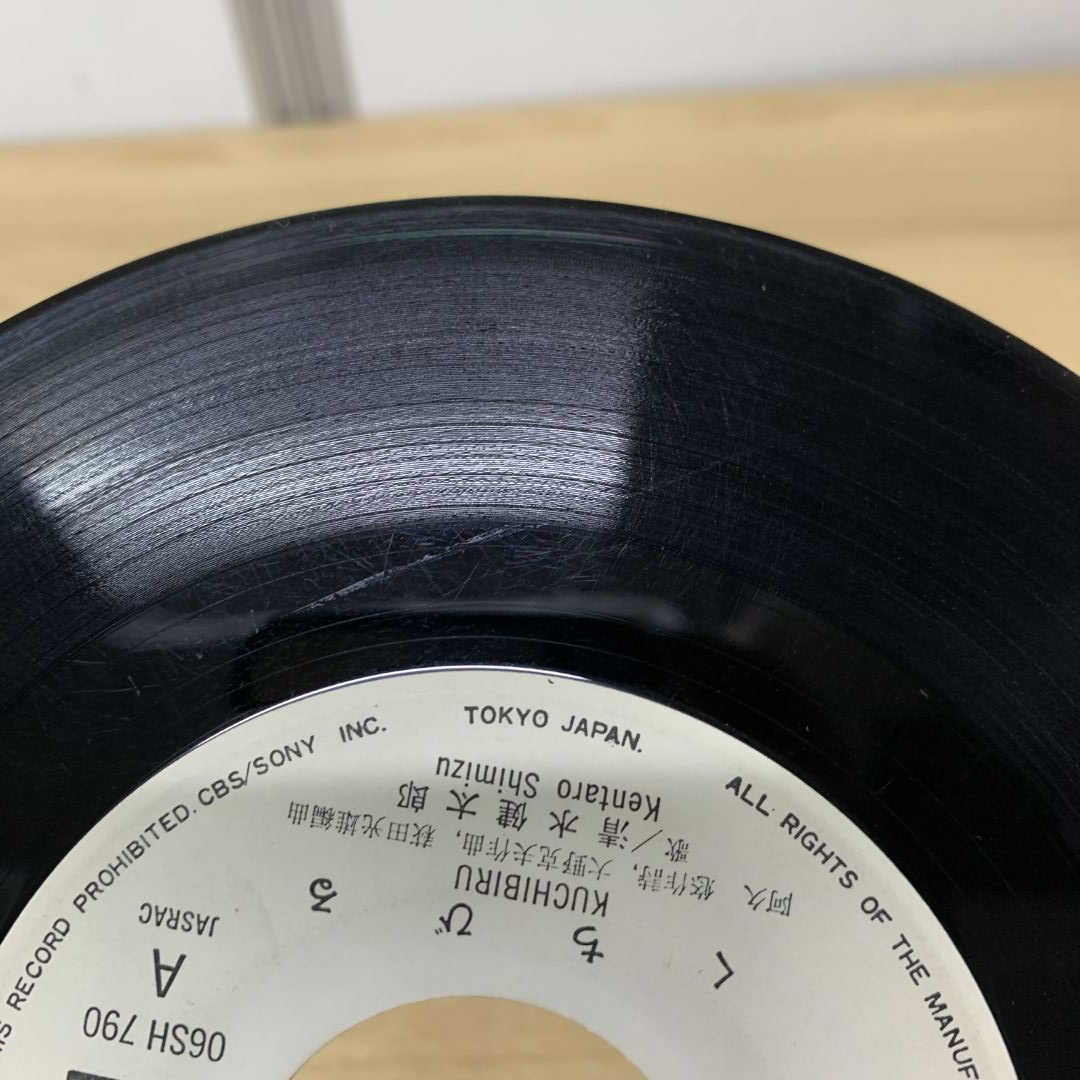 06SH 790
A
JASRAC
くちびる
KUCHIBIRU
阿久 悠作詩, 大野克夫作曲, 萩田光雄編曲
歌／清水健太郎
Kentaro Shimizu
IS RECORD PROHIBITED. CBS/SONY INC. TOKYO JAPAN. ALL RIGHTS OF THE MANUF